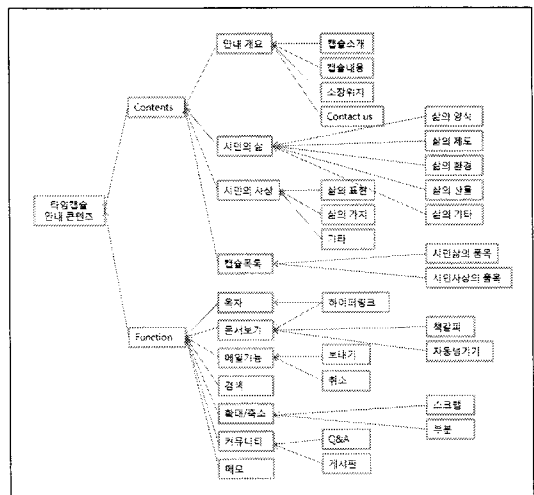 안내 개요
캡슐소개
캡슐내용
소장위치
Contact us
Contents
시민의 삶
삶의 양식
삶의 제도
삶의 환경
삶의 산물
삶의 기타
시민의 사상
삶의 표현
삶의 가치
기타
타임캡슐
안내 콘텐츠
캡슐목록
시민삶의 품목
시민사상의 품목
Function
목차
하이퍼링크
문서보기
책갈피
자동넘기기
메일기능
보내기
취소
검색
확대/축소
스크랩
부분
커뮤니티
Q&A
게시판
메모